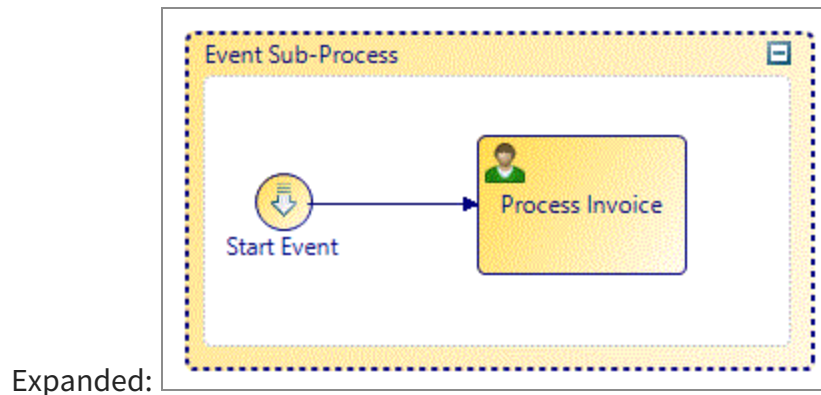 Event Sub-Process
Process Invoice
Start Event
Expanded: